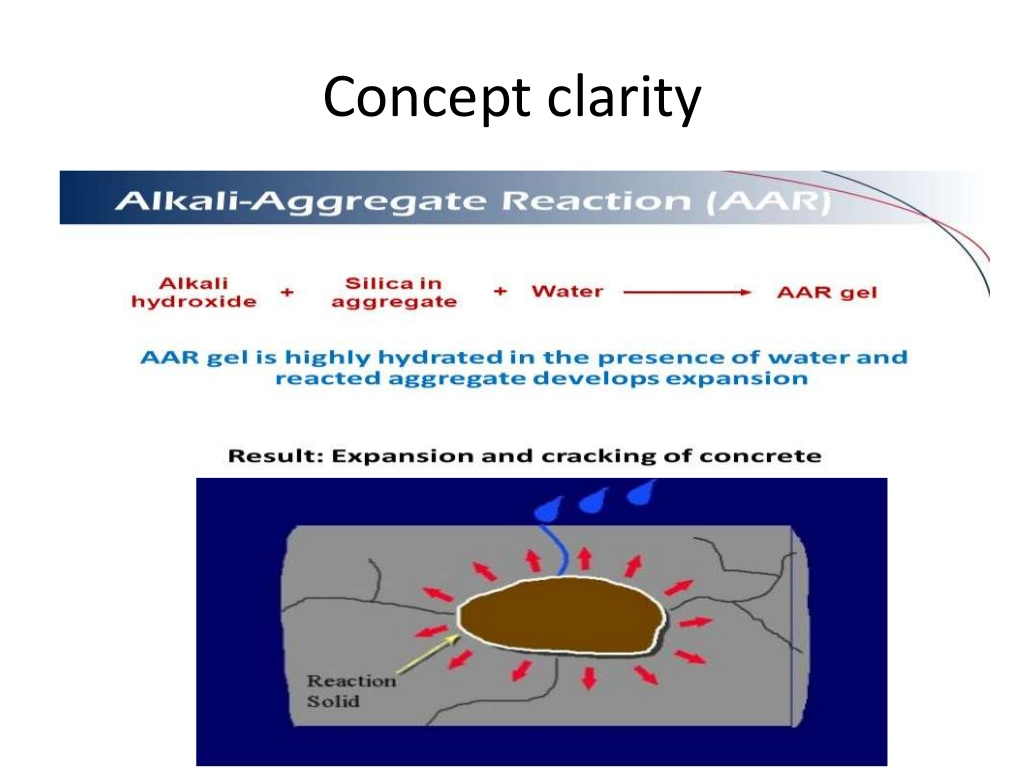 Concept clarity
Alkali-Aggregate Reaction (AAR)
Alkali hydroxide + Silica in aggregate + Water → AAR gel
AAR gel is highly hydrated in the presence of water and
reacted aggregate develops expansion
Result: Expansion and cracking of concrete
Reaction
Solid